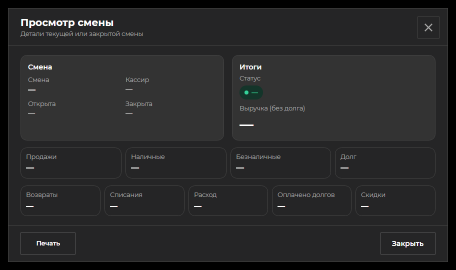 Просмотр смены
Детали текущей или закрытой смены
Смена
Смена Кассир
— —
Открыта Закрыта
— —
Итоги
Статус
—
Выручка (без долга)
—
Продажи Наличные Безналичные Долг
— — — —
Возвраты Списания Расход Оплачено долгов Скидки
— — — — —
Печать Закрыть